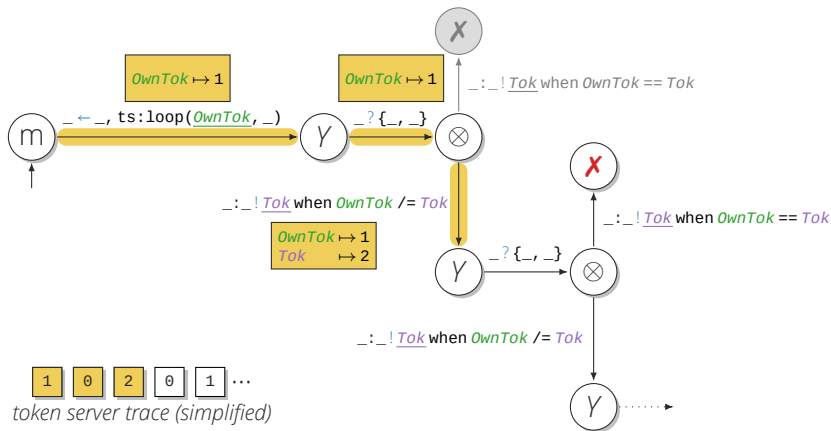 ✗
OwnTok ↦ 1
OwnTok ↦ 1
_:_!Tok when OwnTok == Tok
_ ← _, ts:loop(OwnTok,_)
_?{_,_}
m
Y
⊗
✗
_:_!Tok when OwnTok /= Tok
_:_!Tok when OwnTok == Tok
OwnTok ↦ 1
Tok ↦ 2
_?{_,_}
Y
⊗
_:_!Tok when OwnTok /= Tok
1 0 2 0 1 ...
Y
token server trace (simplified)